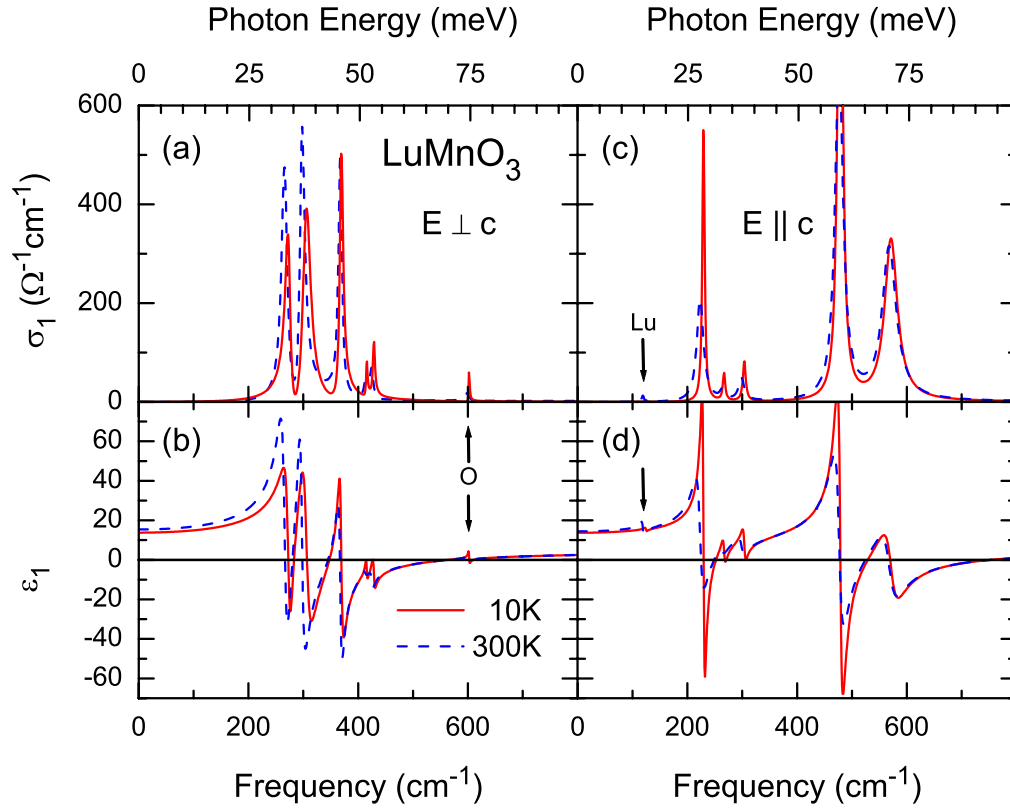 Photon Energy (meV) Photon Energy (meV)
0 25 50 75 0 25 50 75
600
400
200
0
σ₁ (Ω⁻¹cm⁻¹)
(a) LuMnO₃ (c)
E ⊥ c E || c
Lu
60
40
20
0
-20
-40
-60
ε₁
(b) (d)
O
10K
300K
0 200 400 600 0 200 400 600
Frequency (cm⁻¹) Frequency (cm⁻¹)